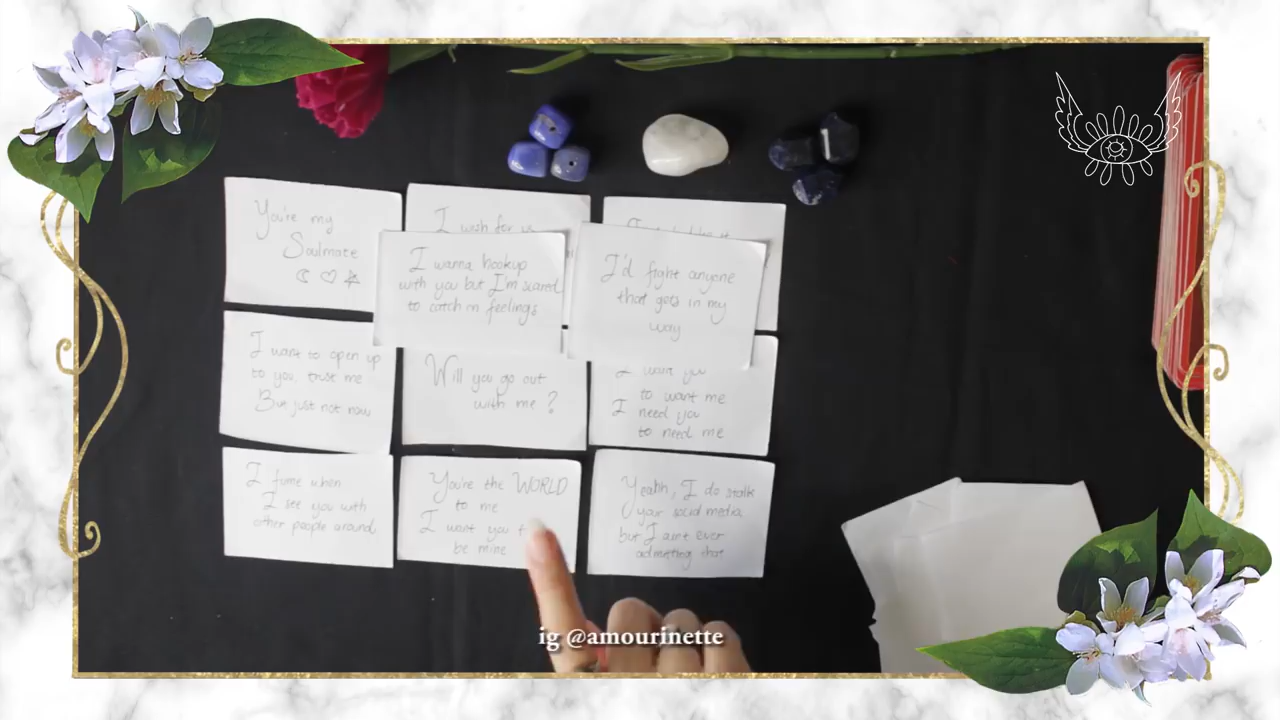 You're my
Soulmate
I wish for
I wanna hookup
with you but I'm scared
to catch on feelings
I'd fight anyone
that gets in my
way
I want to open up
to you, trust me
But just not now
Will you go out
with me ?
I want you
to want me
I need you
to need me
I fume when
I see you with
other people around
You're the WORLD
to me
I want you
be mine
Yeahh, I do stalk
your social media
but I ain't ever
admitting that
ig @amourinette